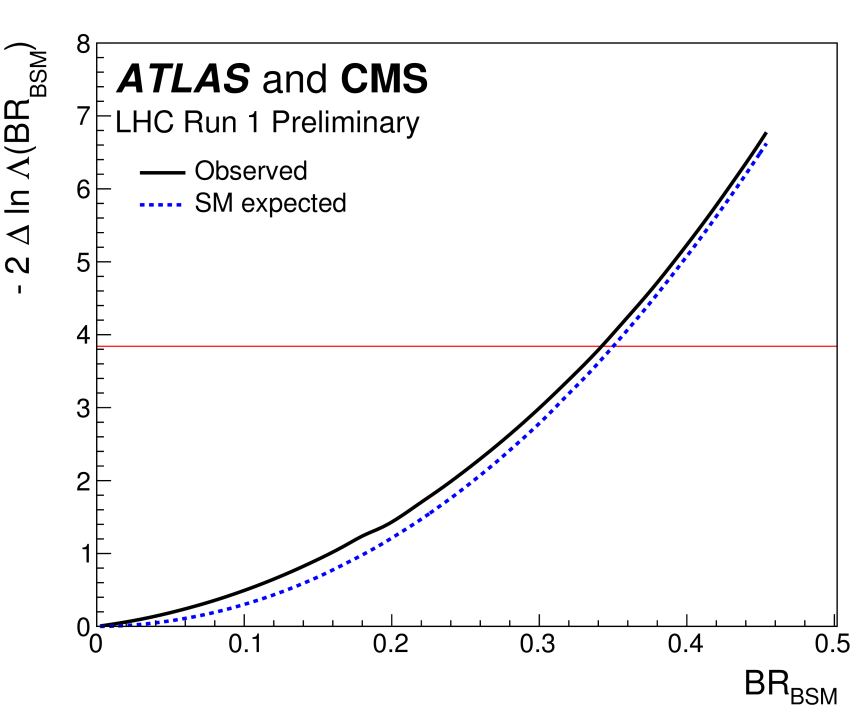 - 2 Δ ln Λ(BR_BSM)
8
7
6
5
4
3
2
1
0
ATLAS and CMS
LHC Run 1 Preliminary
Observed
SM expected
0 0.1 0.2 0.3 0.4 0.5
BR_BSM